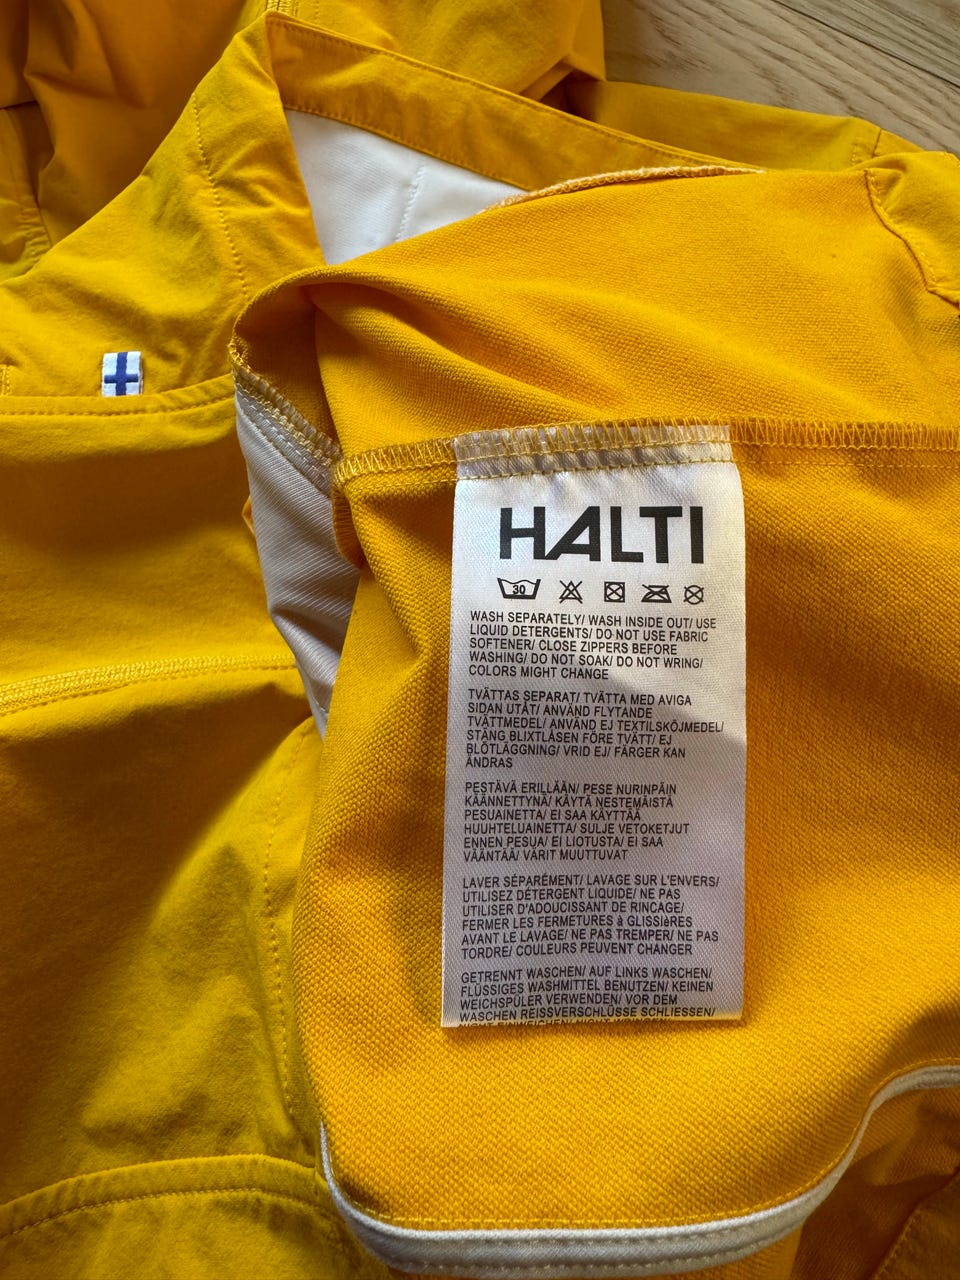 HALTI
30
WASH SEPARATELY/ WASH INSIDE OUT/ USE
LIQUID DETERGENTS/ DO NOT USE FABRIC
SOFTENER/ CLOSE ZIPPERS BEFORE
WASHING/ DO NOT SOAK/ DO NOT WRING/
COLORS MIGHT CHANGE
TVÄTTAS SEPARAT/ TVÄTTA MED AVIGA
SIDAN UTÅT/ ANVÄND FLYTANDE
TVÄTTMEDEL/ ANVÄND EJ TEXTILSKÖJMEDEL/
STÄNG BLIXTLÅSEN FÖRE TVÄTT/ EJ
BLÖTLÄGGNING/ VRID EJ/ FÄRGER KAN
ÄNDRAS
PESTÄVÄ ERILLÄÄN/ PESE NURINPÄIN
KÄÄNNETTYNÄ/ KÄYTÄ NESTEMÄISTÄ
PESUAINETTA/ EI SAA KÄYTTÄÄ
HUUHTELUAINETTA/ SULJE VETOKETJUT
ENNEN PESUA/ EI LIOTUSTA/ EI SAA
VÄÄNTÄÄ/ VÄRIT MUUTTUVAT
LAVER SÉPARÉMENT/ LAVAGE SUR L'ENVERS/
UTILISEZ DÉTERGENT LIQUIDE/ NE PAS
UTILISER D'ADOUCISSANT DE RINÇAGE/
FERMER LES FERMETURES à GLISSIèRES
AVANT LE LAVAGE/ NE PAS TREMPER/ NE PAS
TORDRE/ COULEURS PEUVENT CHANGER
GETRENNT WASCHEN/ AUF LINKS WASCHEN/
FLÜSSIGES WASHMITTEL BENUTZEN/ KEINEN
WEICHSPÜLER VERWENDEN/ VOR DEM
WASCHEN REISSVERSCHLÜSSE SCHLIESSEN/
NICHT EINWEICHEN/ NICHT WRINGEN/